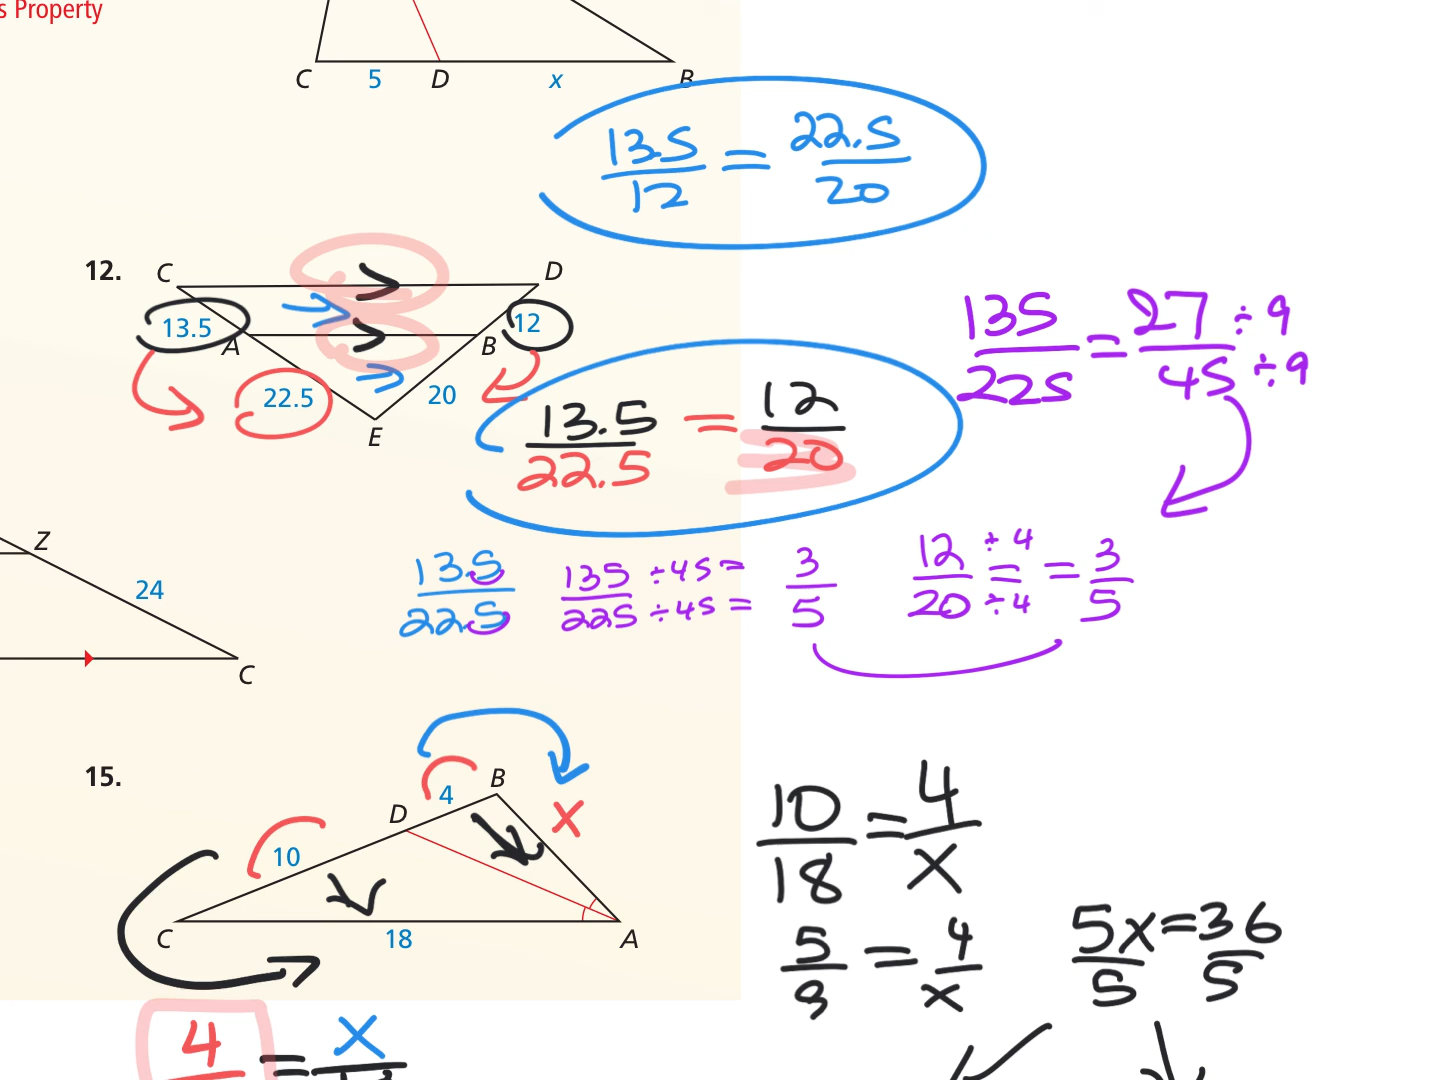 s Property
C 5 D x B
13.5/12 = 22.5/20
12. C D
13.5 A B 12
22.5 20
E
13.5/22.5 = 12/20
135/225 = 27/45 ÷9 ÷9
Z
24
C
13.5/22.5 135/225 ÷45= ÷45= 3/5
12/20 ÷4 = ÷4 = 3/5
15. B
D 4 x
10
C 18 A
10/18 = 4/x
5/9 = 4/x
5x/5 = 36/5
4 = x